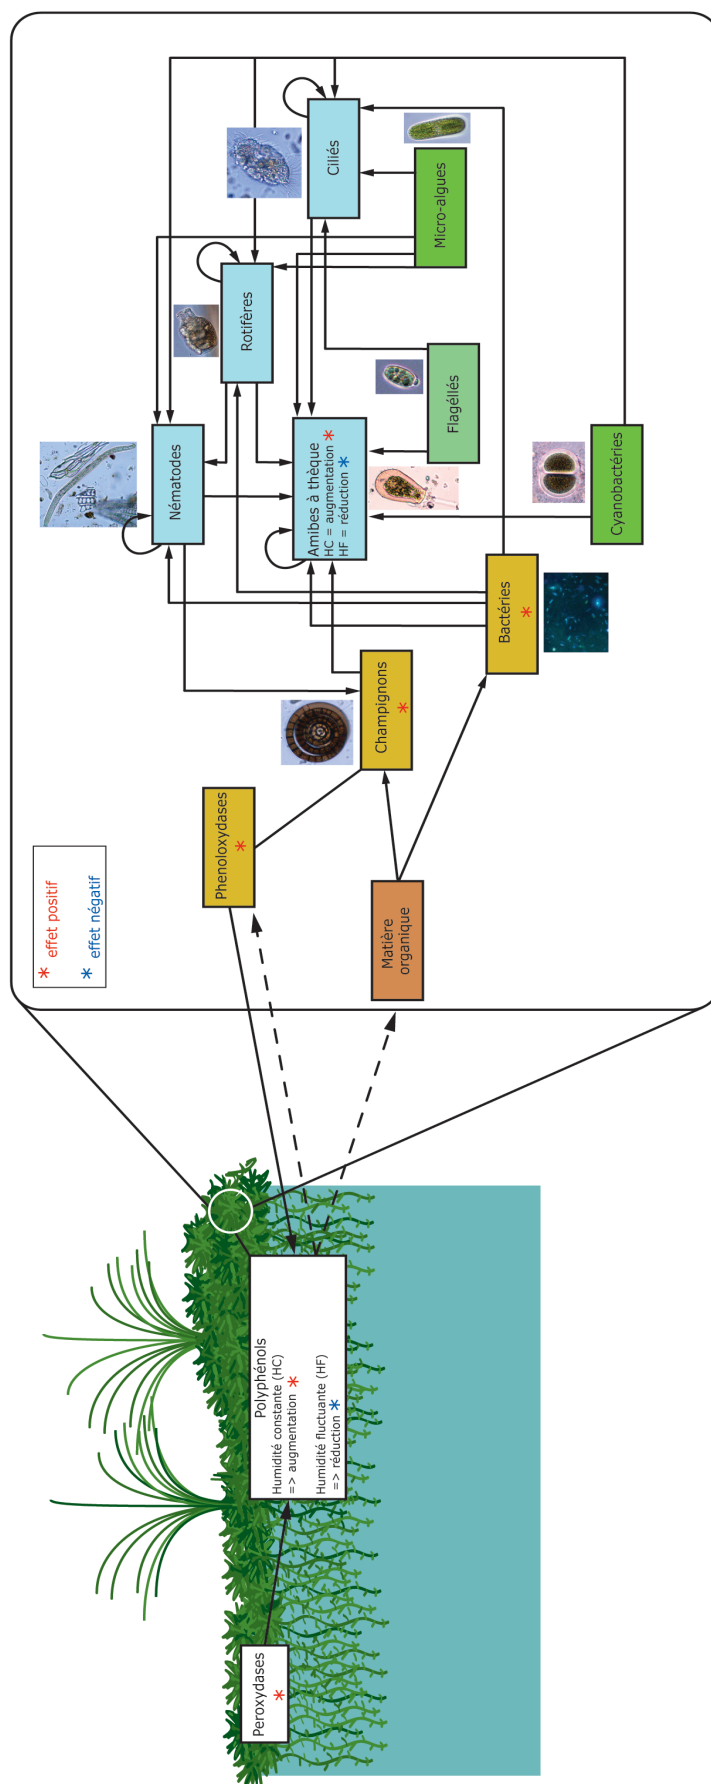 Peroxydases
*
Polyphénols
Humidité constante (HC)
=> augmentation *
Humidité fluctuante (HF)
=> réduction *
* effet positif
* effet négatif
Phenoloxydases
*
Matière
organique
Champignons
*
Bactéries
*
Nématodes
Rotifères
Ciliés
Amibes à thèque
HC = augmentation *
HF = réduction *
Flagéllés
Micro-algues
Cyanobactéries